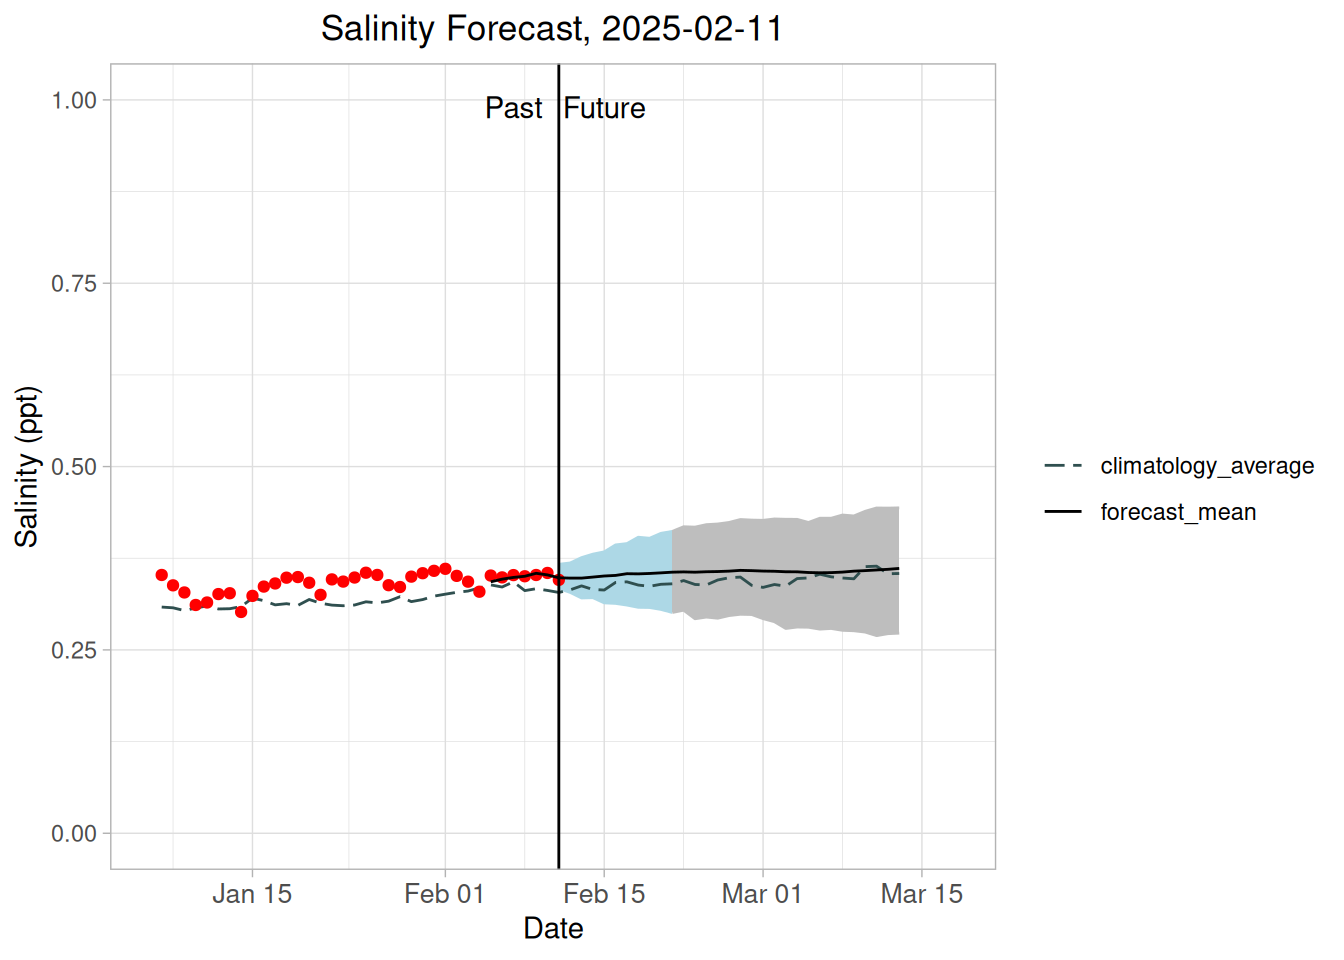 Salinity Forecast, 2025-02-11
Past
Future
1.00
0.75
0.50
0.25
0.00
Salinity (ppt)
Jan 15
Feb 01
Feb 15
Mar 01
Mar 15
Date
climatology_average
forecast_mean